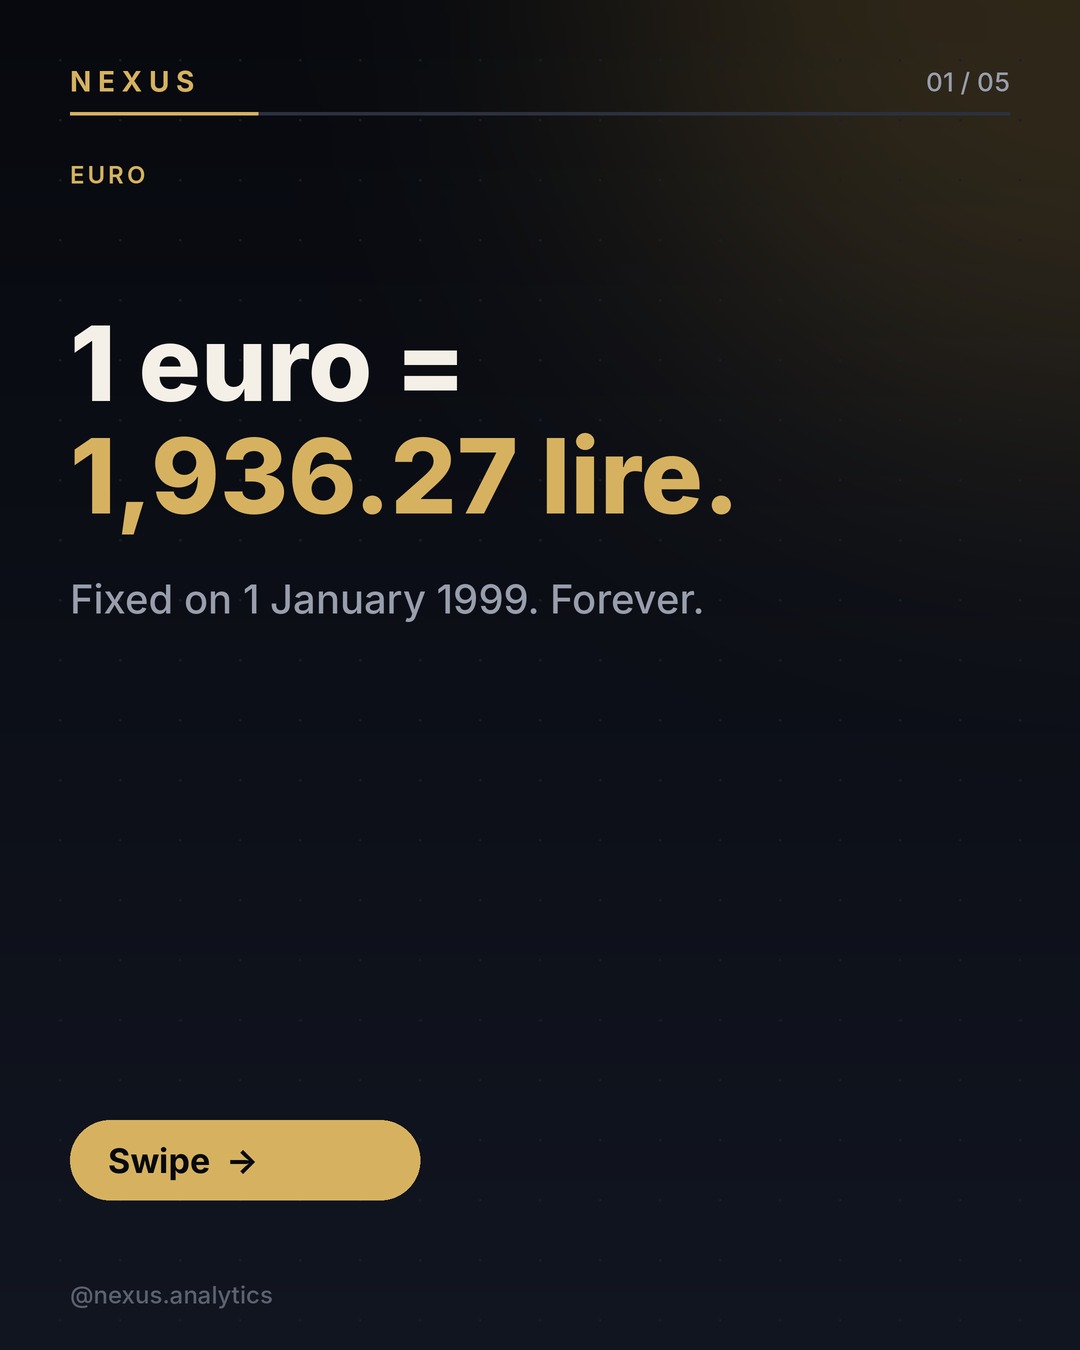 NEXUS
01 / 05
EURO
1 euro =
1,936.27 lire.
Fixed on 1 January 1999. Forever.
Swipe →
@nexus.analytics